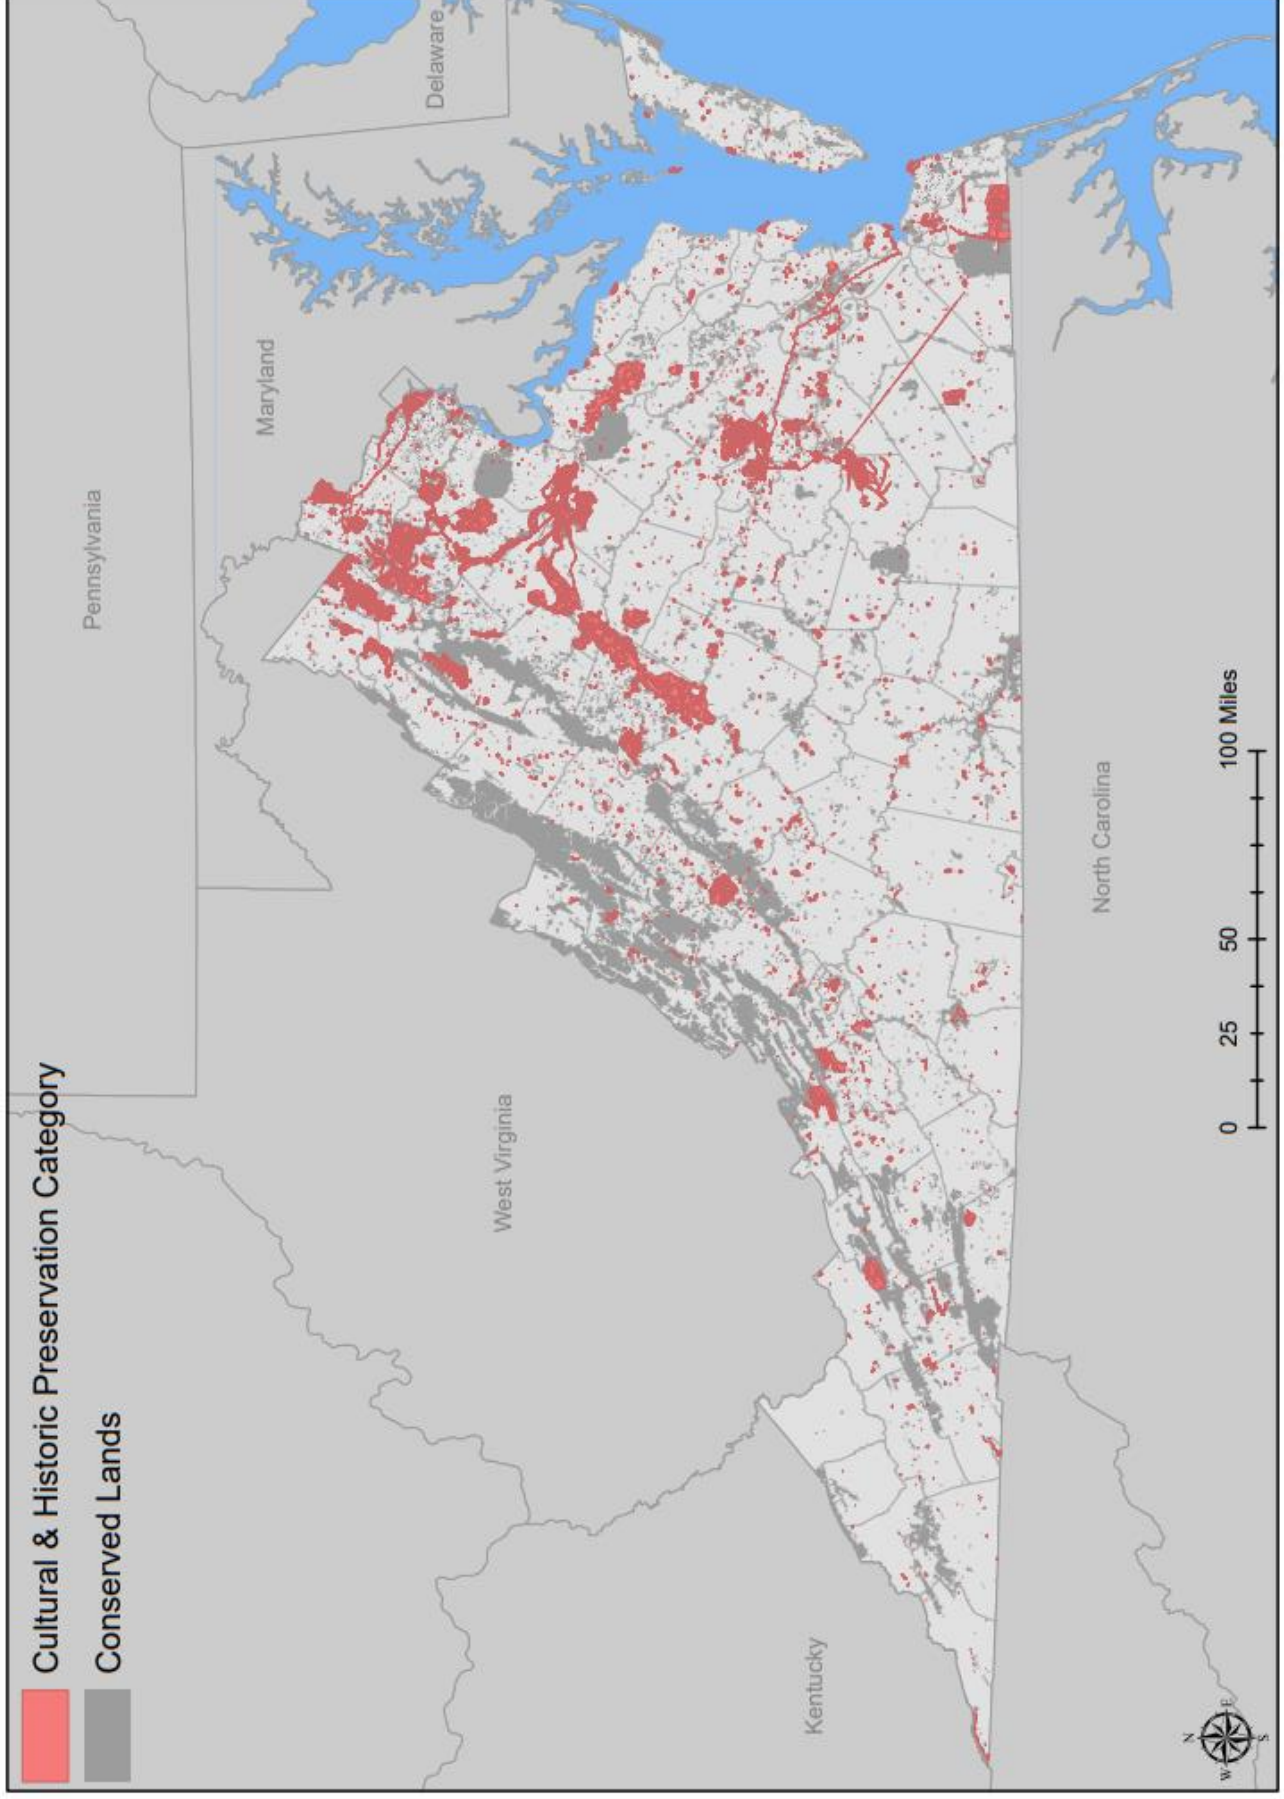 Cultural & Historic Preservation Category
Conserved Lands
Pennsylvania
Maryland
Delaware
West Virginia
Kentucky
North Carolina
0 25 50 100 Miles
N
W E
S